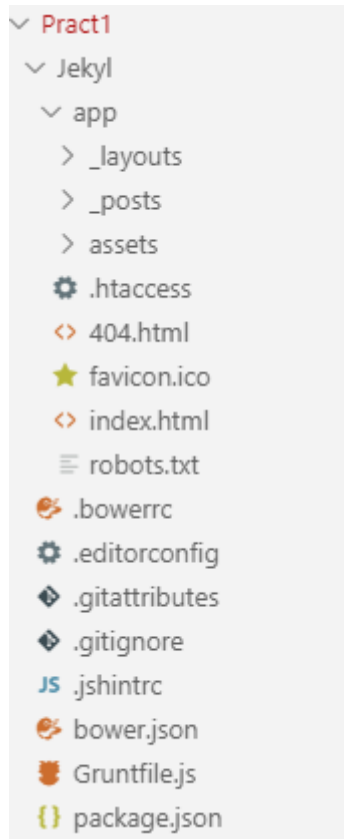 Pract1
Jekyl
app
_layouts
_posts
assets
.htaccess
404.html
favicon.ico
index.html
robots.txt
.bowerrc
.editorconfig
.gitattributes
.gitignore
JS .jshintrc
bower.json
Gruntfile.js
{} package.json